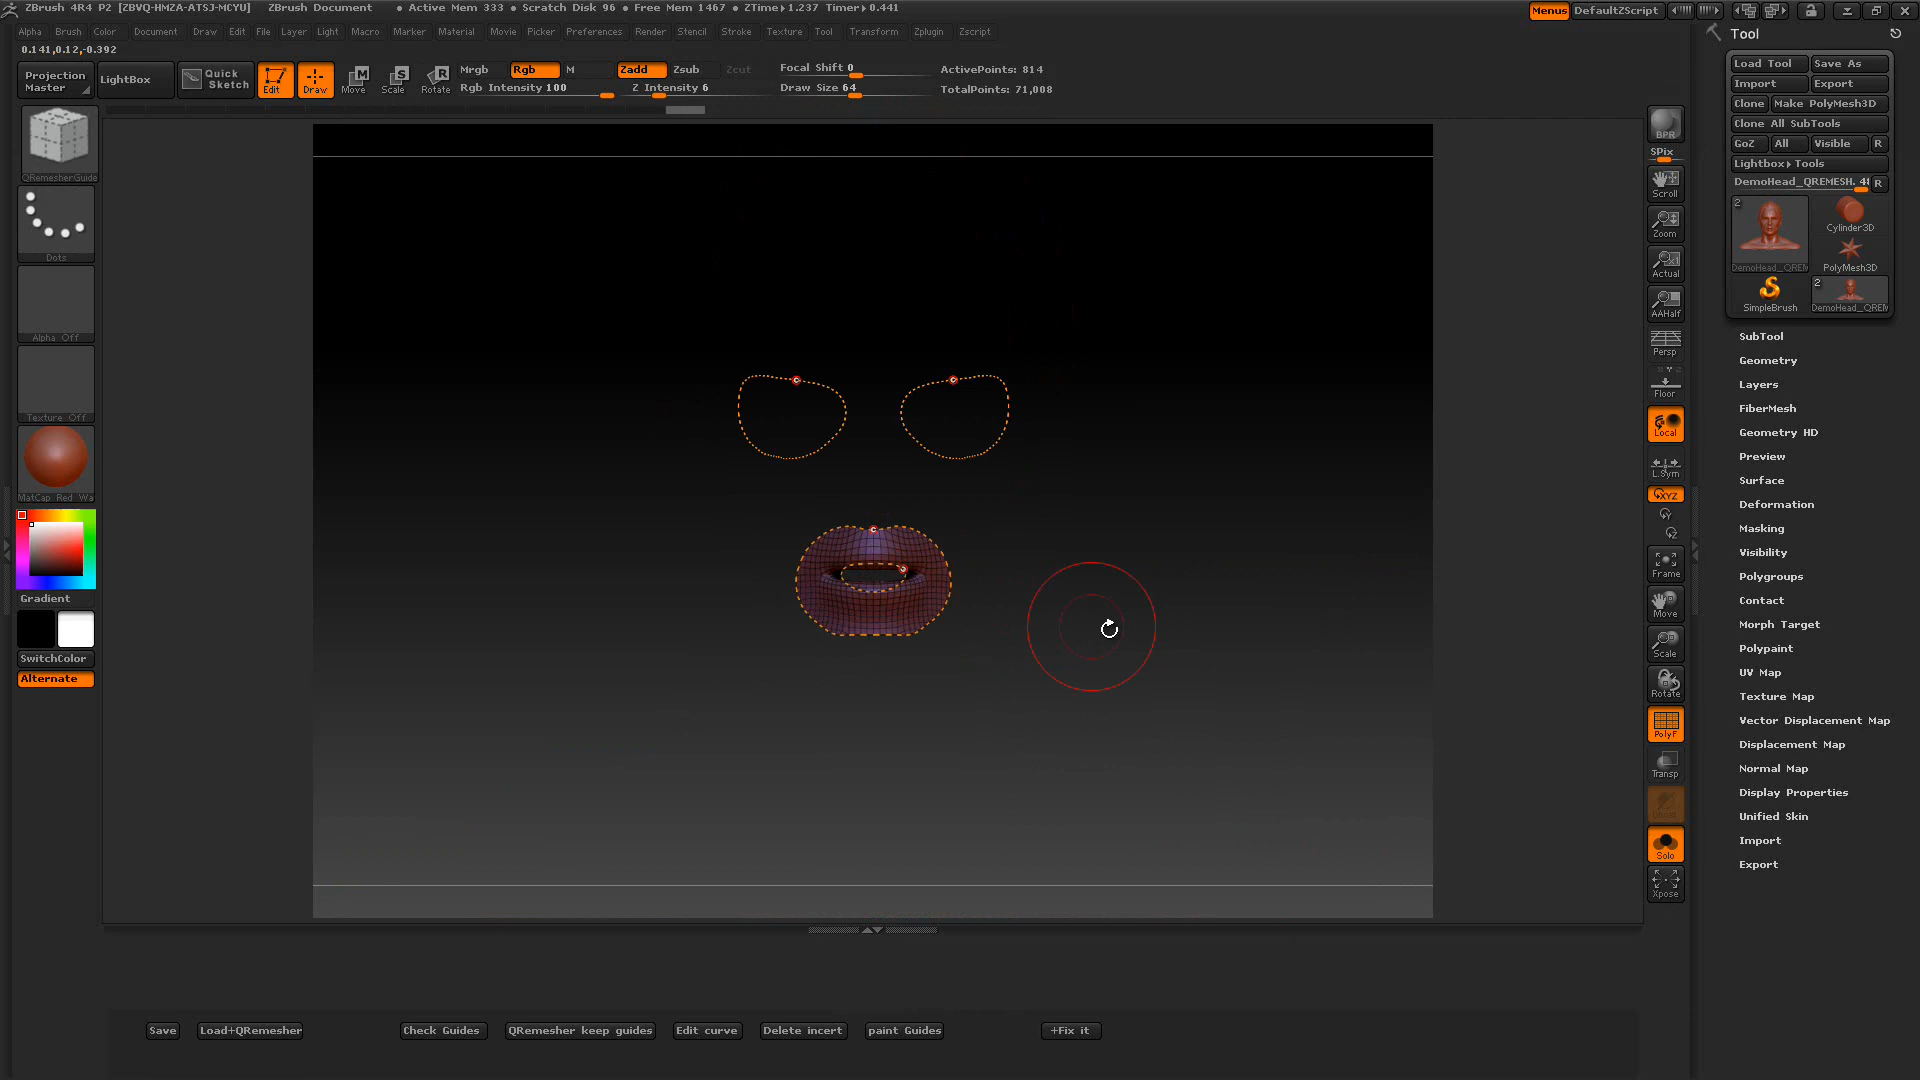 ZBrush 4R4 P2 [ZBVQ-HMZA-ATSJ-MCYU] ZBrush Document • Active Mem 333 • Scratch Disk 96 • Free Mem 1467 • ZTime▸1.237 Timer▸0.441 Menus DefaultZScript
Alpha Brush Color Document Draw Edit File Layer Light Macro Marker Material Movie Picker Preferences Render Stencil Stroke Texture Tool Transform Zplugin Zscript
0.141,0.12,-0.392
Projection Master
LightBox
Quick Sketch
Edit
Draw
Move
Scale
Rotate
Mrgb Rgb M
Rgb Intensity 100
Zadd Zsub Zcut
Z Intensity 6
Focal Shift 0
Draw Size 64
ActivePoints: 814
TotalPoints: 71,008
QRemesherGuide
Dots
Alpha Off
Texture Off
MatCap Red Wa
Gradient
SwitchColor
Alternate
BPR
SPix
Scroll
Zoom
Actual
AAHalf
Persp
Floor
Local
L.Sym
XYZ
Frame
Move
Scale
Rotate
PolyF
Transp
Solo
Xpose
Tool
Load Tool Save As
Import Export
Clone Make PolyMesh3D
Clone All SubTools
GoZ All Visible R
Lightbox▸Tools
DemoHead_QREMESH. 48 R
2
DemoHead_QREM
Cylinder3D
PolyMesh3D
SimpleBrush
2
DemoHead_QREM
SubTool
Geometry
Layers
FiberMesh
Geometry HD
Preview
Surface
Deformation
Masking
Visibility
Polygroups
Contact
Morph Target
Polypaint
UV Map
Texture Map
Vector Displacement Map
Displacement Map
Normal Map
Display Properties
Unified Skin
Import
Export
Save Load+QRemesher Check Guides QRemesher keep guides Edit curve Delete incert paint Guides +Fix it